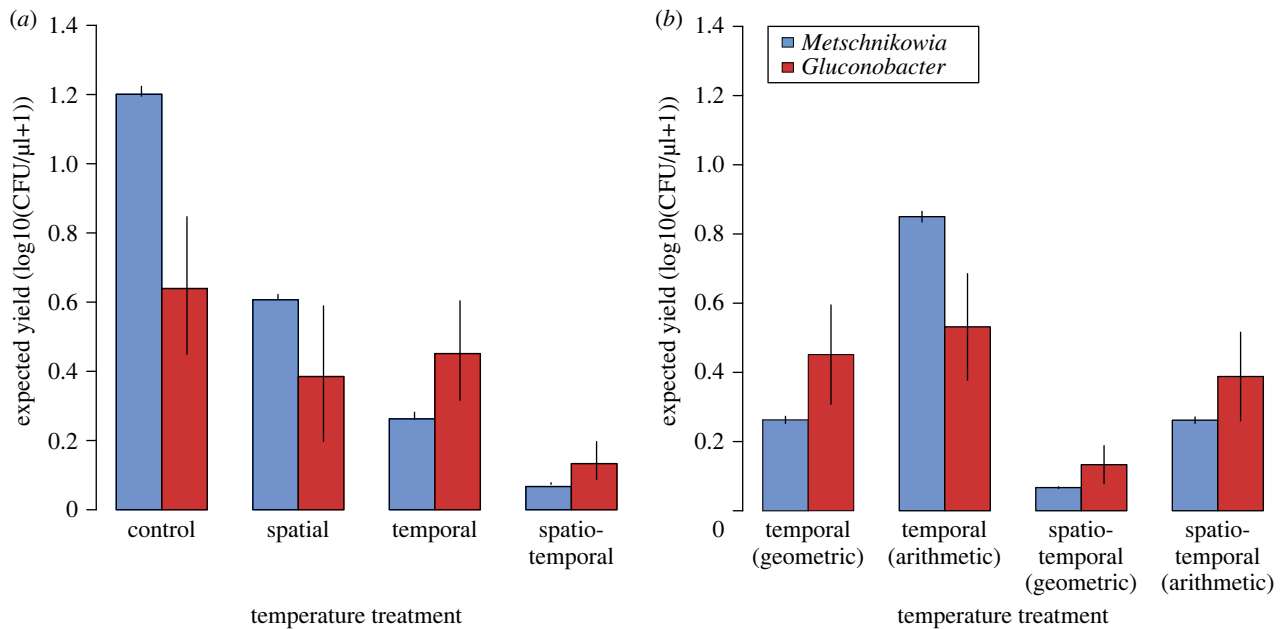 (a)
1.4
1.2
1.0
0.8
0.6
0.4
0.2
0
expected yield (log10(CFU/µl+1))
control
spatial
temporal
spatio-
temporal
temperature treatment
(b)
1.4
1.2
1.0
0.8
0.6
0.4
0.2
0
expected yield (log10(CFU/µl+1))
Metschnikowia
Gluconobacter
temporal
(geometric)
temporal
(arithmetic)
spatio-
temporal
(geometric)
spatio-
temporal
(arithmetic)
temperature treatment